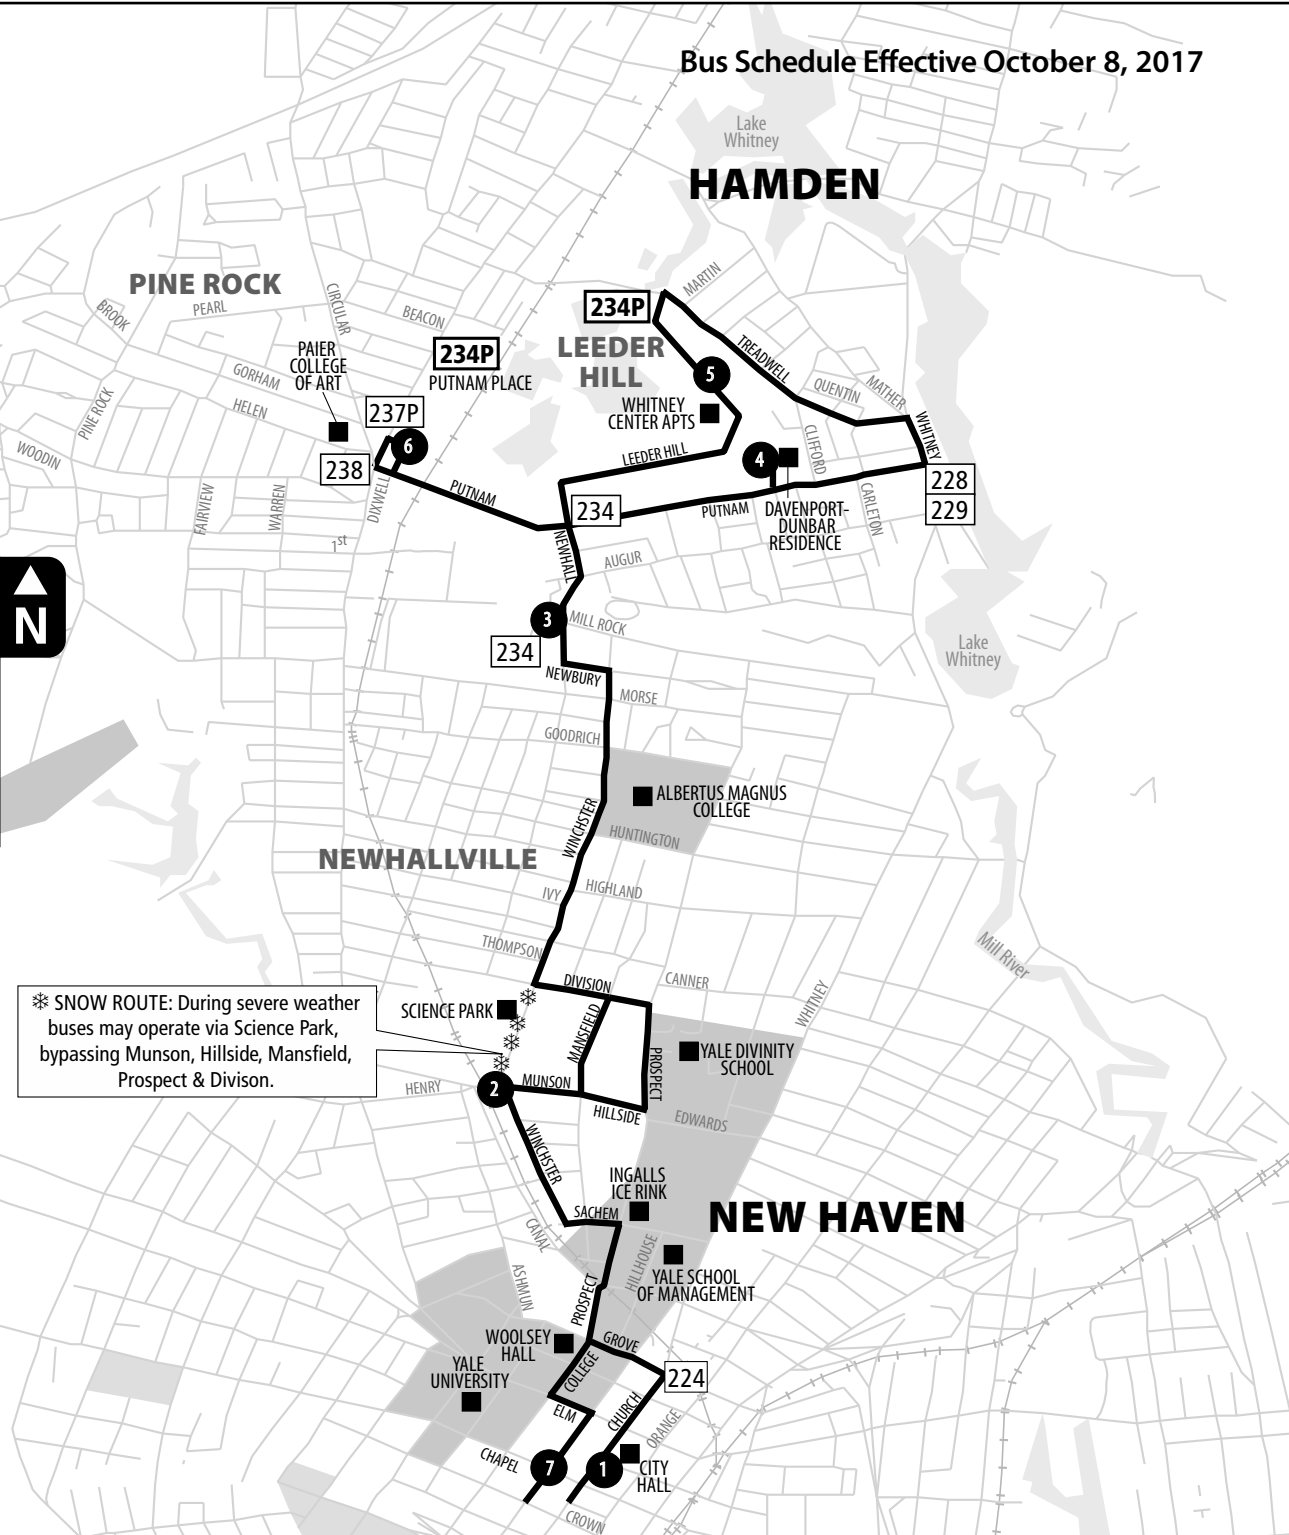 Bus Schedule Effective October 8, 2017
Lake
Whitney
HAMDEN
MARTIN
PINE ROCK
PEARL
BROOK
CIRCULAR
BEACON
234P
234P
PUTNAM PLACE
LEEDER
HILL
TREADWELL
PAIER
COLLEGE
OF ART
GORHAM
HELEN
PINE ROCK
WOODIN
237P
6
238
5
WHITNEY
CENTER APTS
QUENTIN
MATHER
WHITNEY
CLIFFORD
LEEDER HILL
4
228
229
FAIRVIEW
WARREN
DIXWELL
PUTNAM
234
PUTNAM
DAVENPORT-
DUNBAR
RESIDENCE
CARLETON
1st
NEWHALL
AUGUR
N
3
MILL ROCK
234
Lake
Whitney
NEWBURY
MORSE
GOODRICH
ALBERTUS MAGNUS
COLLEGE
WINCHSTER
HUNTINGTON
NEWHALLVILLE
IVY
HIGHLAND
THOMPSON
Mill River
DIVISION
CANNER
WHITNEY
❄ SNOW ROUTE: During severe weather
buses may operate via Science Park,
bypassing Munson, Hillside, Mansfield,
Prospect & Divison.
SCIENCE PARK
MANSFIELD
PROSPECT
YALE DIVINITY
SCHOOL
HENRY
2
MUNSON
HILLSIDE
EDWARDS
WINCHSTER
INGALLS
ICE RINK
NEW HAVEN
SACHEM
CANAL
HILLHOUSE
ASHMUN
YALE SCHOOL
OF MANAGEMENT
PROSPECT
WOOLSEY
HALL
GROVE
YALE
UNIVERSITY
COLLEGE
224
ELM
CHURCH
ORANGE
CHAPEL
7
1
CITY
HALL
CROWN